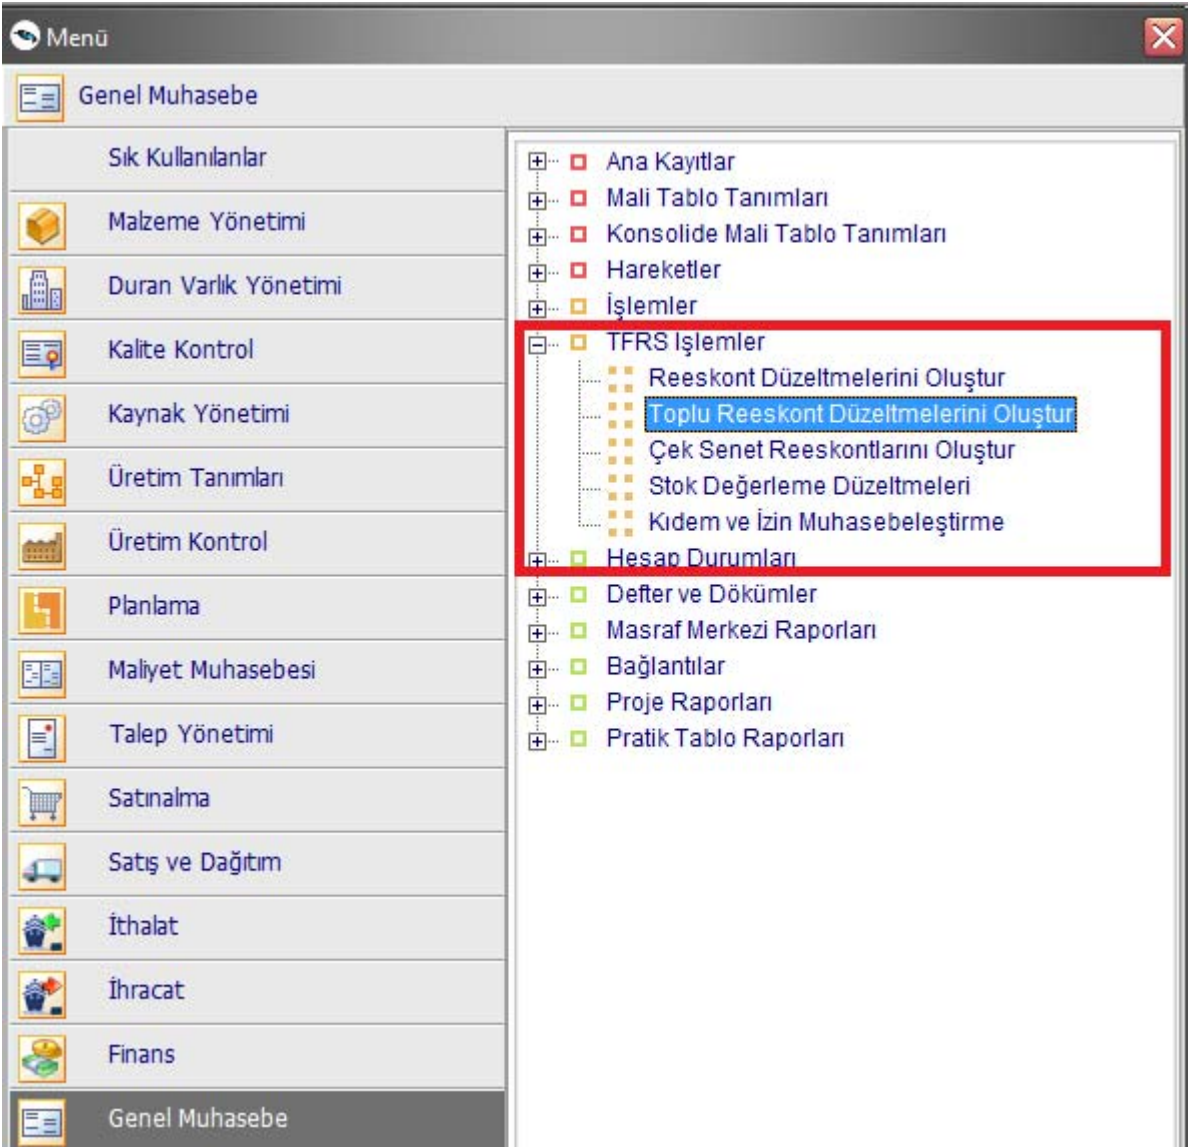 Menü
Genel Muhasebe
Sık Kullanılanlar
Malzeme Yönetimi
Duran Varlık Yönetimi
Kalite Kontrol
Kaynak Yönetimi
Üretim Tanımları
Üretim Kontrol
Planlama
Maliyet Muhasebesi
Talep Yönetimi
Satınalma
Satış ve Dağıtım
İthalat
İhracat
Finans
Genel Muhasebe
Ana Kayıtlar
Mali Tablo Tanımları
Konsolide Mali Tablo Tanımları
Hareketler
İşlemler
TFRS İşlemler
Reeskont Düzeltmelerini Oluştur
Toplu Reeskont Düzeltmelerini Oluştur
Çek Senet Reeskontlarını Oluştur
Stok Değerleme Düzeltmeleri
Kıdem ve İzin Muhasebeleştirme
Hesap Durumları
Defter ve Dökümler
Masraf Merkezi Raporları
Bağlantılar
Proje Raporları
Pratik Tablo Raporları